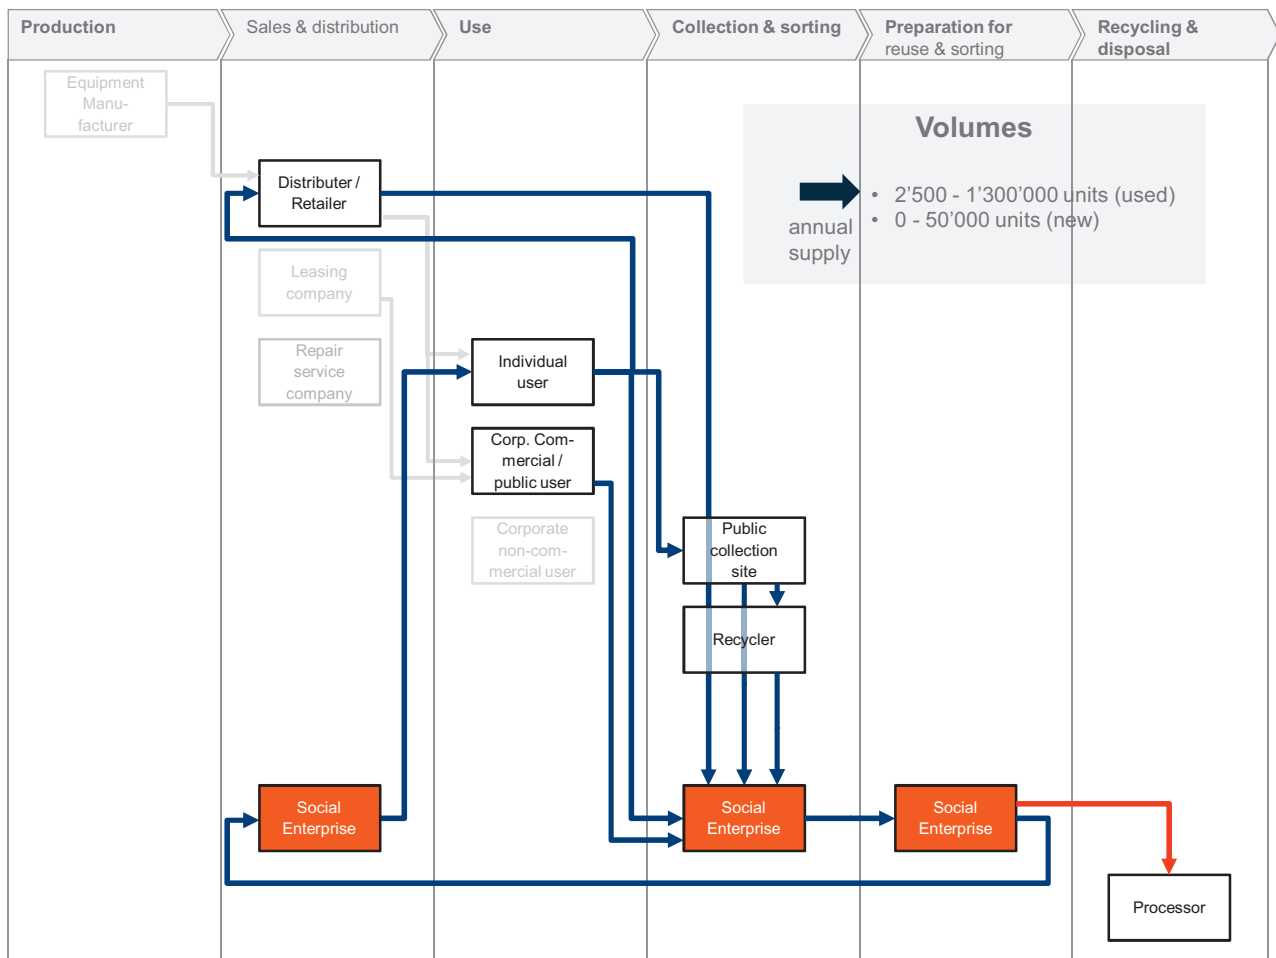 Production
Sales & distribution
Use
Collection & sorting
Preparation for
reuse & sorting
Recycling &
disposal
Equipment
Manu-
facturer
Volumes
annual
supply
• 2'500 - 1'300'000 units (used)
• 0 - 50'000 units (new)
Distributer /
Retailer
Leasing
company
Repair
service
company
Individual
user
Corp. Com-
mercial /
public user
Corporate
non-com-
mercial user
Public
collection
site
Recycler
Social
Enterprise
Social
Enterprise
Social
Enterprise
Processor